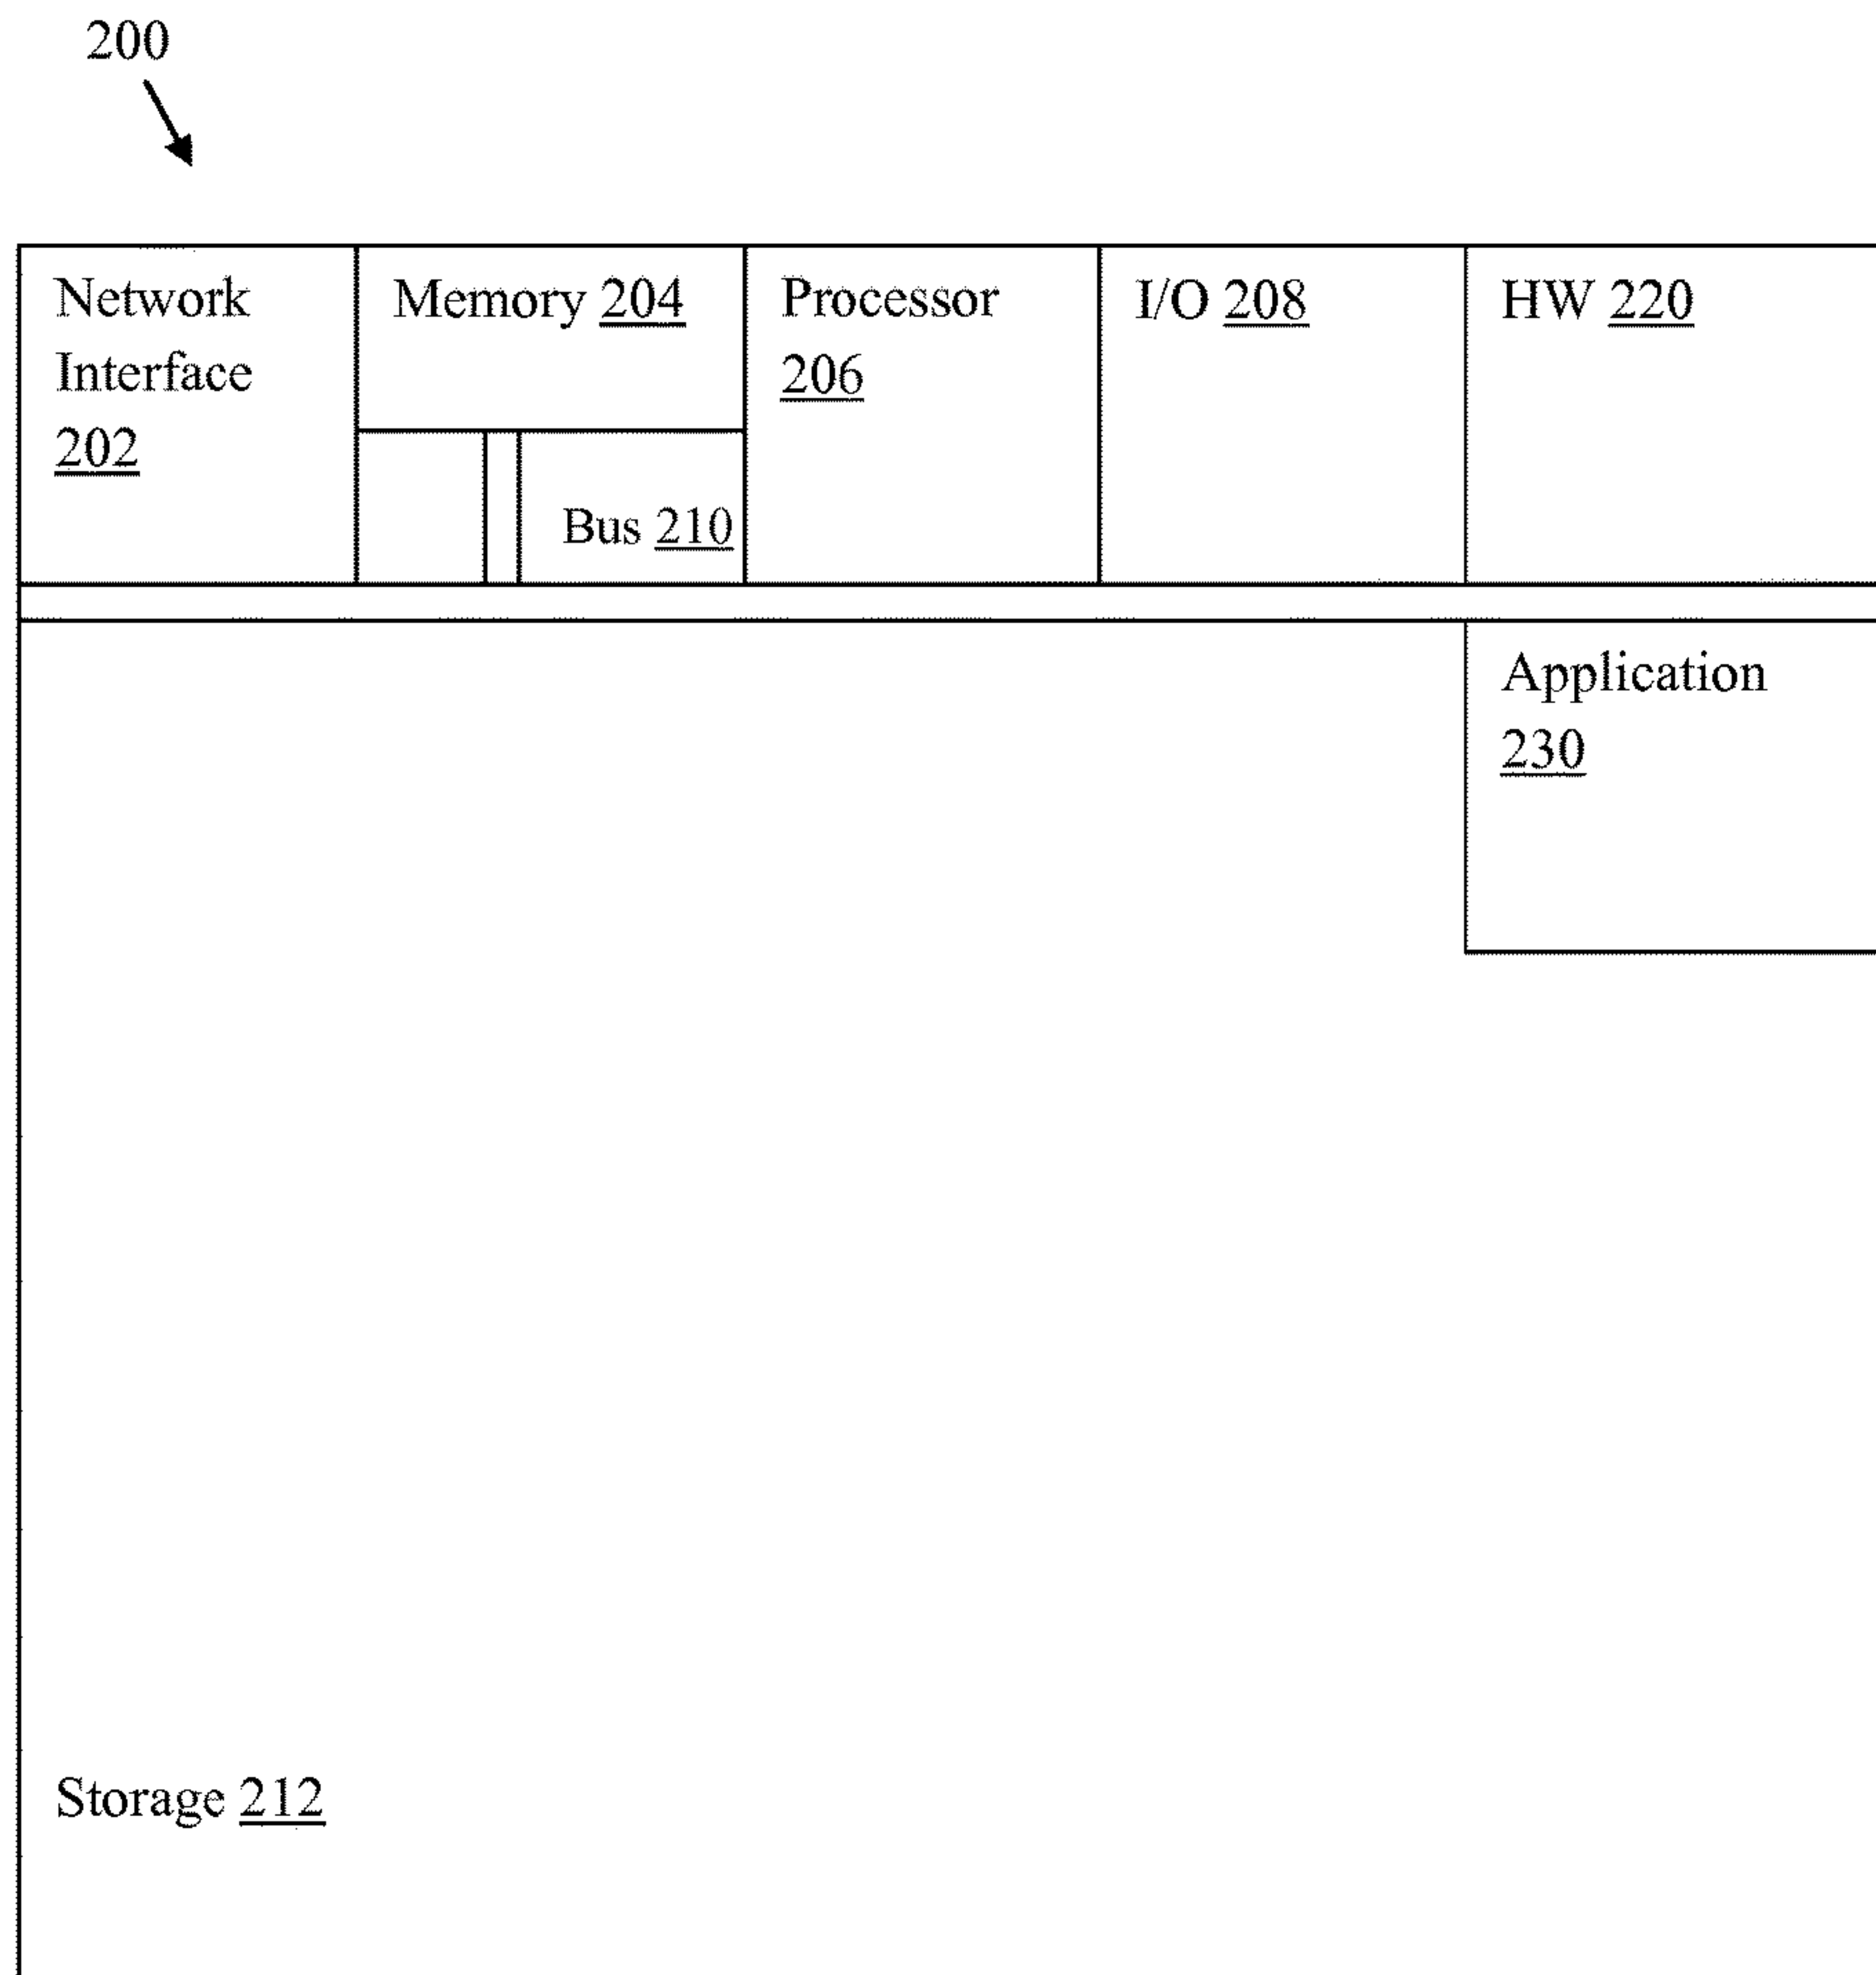 200
Network
Interface
202
Memory 204
Processor
206
I/O 208
HW 220
Bus 210
Application
230
Storage 212